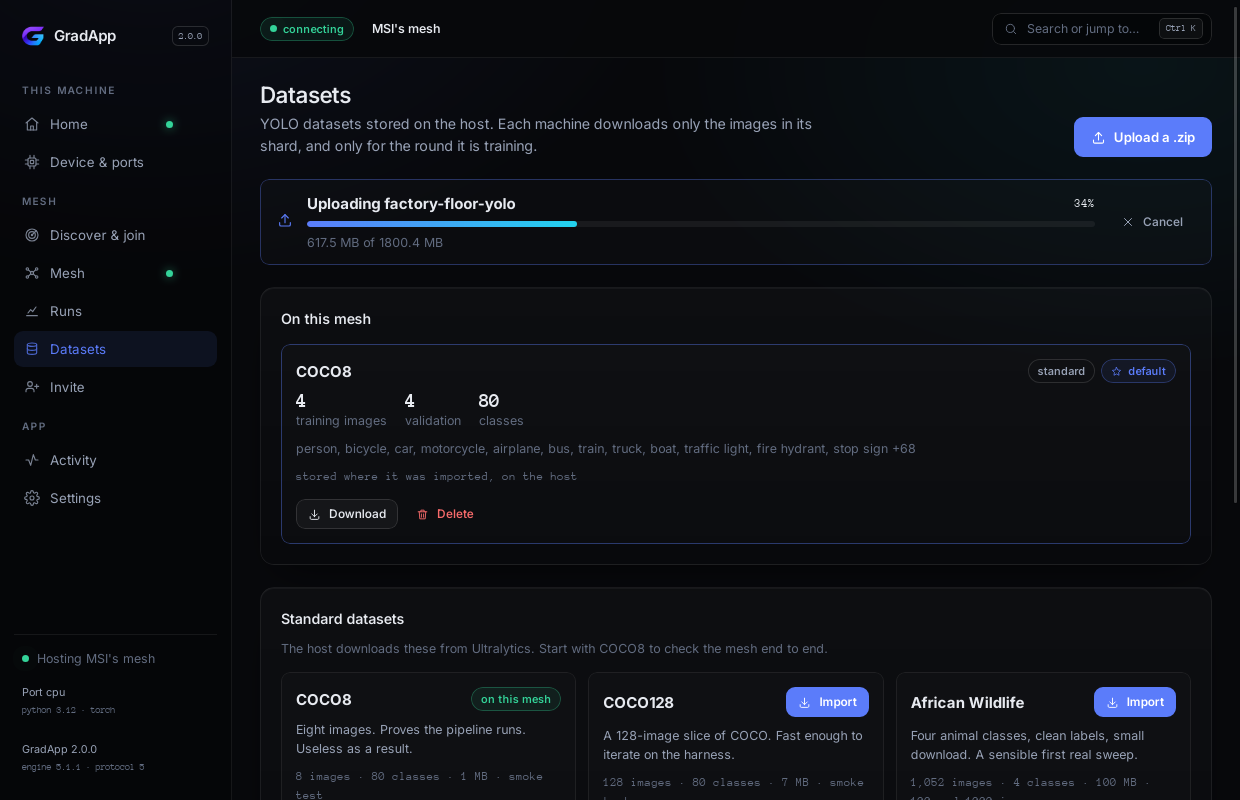 GradApp
2.0.0
connecting
MSI's mesh
Search or jump to...
Ctrl K
THIS MACHINE
Home
Device & ports
MESH
Discover & join
Mesh
Runs
Datasets
Invite
APP
Activity
Settings
Hosting MSI's mesh
Port cpu
python 3.12 · torch
GradApp 2.0.0
engine 5.1.1 · protocol 5
Datasets
YOLO datasets stored on the host. Each machine downloads only the images in its
shard, and only for the round it is training.
Upload a .zip
Uploading factory-floor-yolo
34%
617.5 MB of 1800.4 MB
Cancel
On this mesh
COCO8
standard
default
4 4 80
training images validation classes
person, bicycle, car, motorcycle, airplane, bus, train, truck, boat, traffic light, fire hydrant, stop sign +68
stored where it was imported, on the host
Download
Delete
Standard datasets
The host downloads these from Ultralytics. Start with COCO8 to check the mesh end to end.
COCO8
on this mesh
Eight images. Proves the pipeline runs.
Useless as a result.
8 images · 80 classes · 1 MB · smoke
test
COCO128
Import
A 128-image slice of COCO. Fast enough to
iterate on the harness.
128 images · 80 classes · 7 MB · smoke
African Wildlife
Import
Four animal classes, clean labels, small
download. A sensible first real sweep.
1,052 images · 4 classes · 100 MB ·